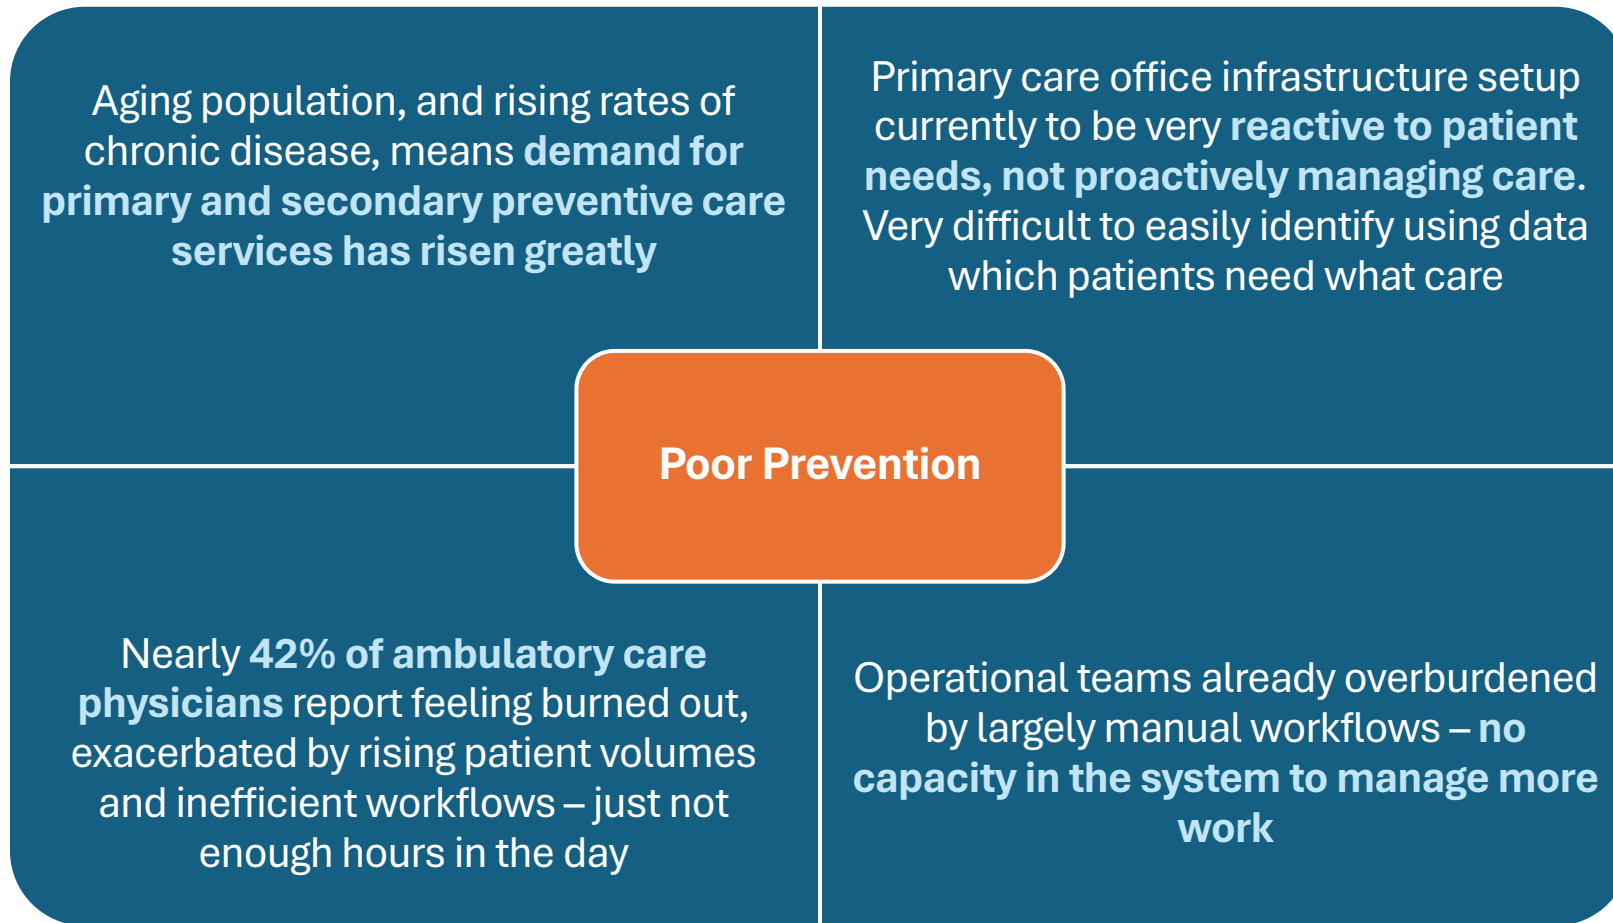 Aging population, and rising rates of
chronic disease, means demand for
primary and secondary preventive care
services has risen greatly
Primary care office infrastructure setup
currently to be very reactive to patient
needs, not proactively managing care.
Very difficult to easily identify using data
which patients need what care
Poor Prevention
Nearly 42% of ambulatory care
physicians report feeling burned out,
exacerbated by rising patient volumes
and inefficient workflows – just not
enough hours in the day
Operational teams already overburdened
by largely manual workflows – no
capacity in the system to manage more
work